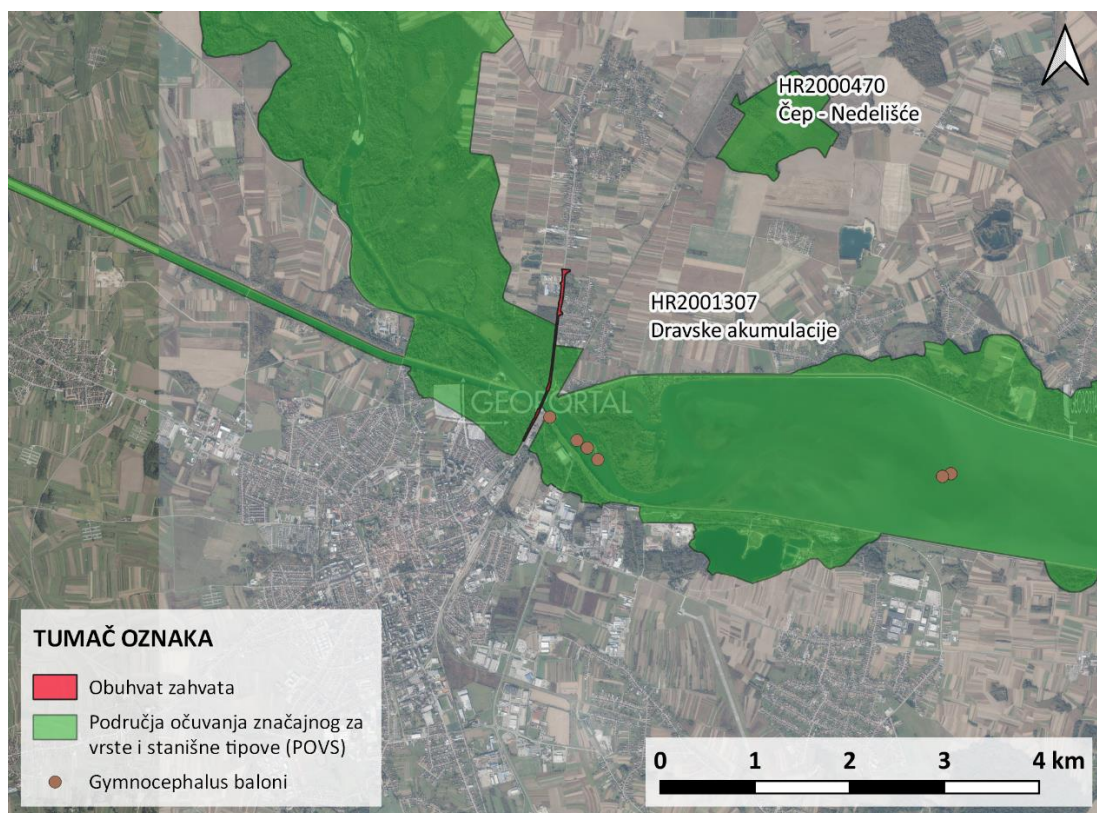 HR2000470
Čep - Nedelišće
HR2001307
Dravske akumulacije
GEOPORTAL
TUMAČ OZNAKA
Obuhvat zahvata
Područja očuvanja značajnog za
vrste i stanišne tipove (POVS)
Gymnocephalus baloni
0 1 2 3 4 km